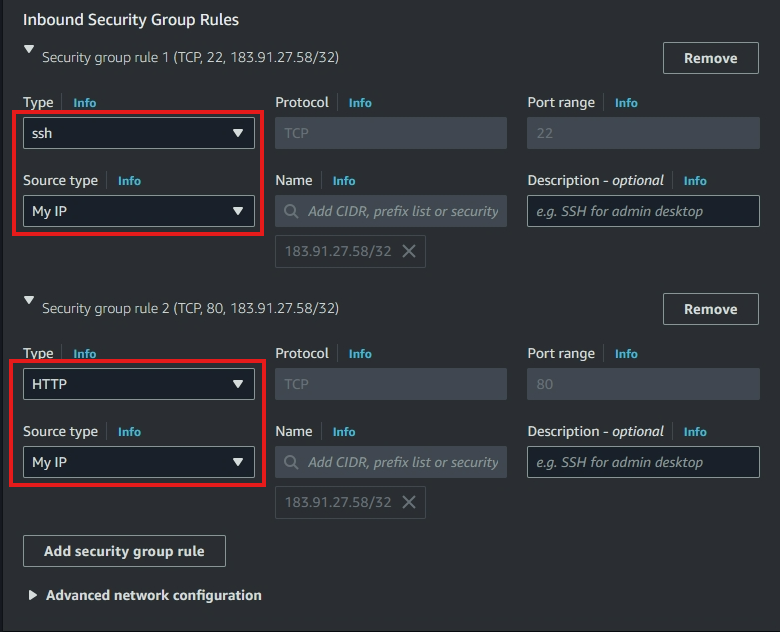 Inbound Security Group Rules
Security group rule 1 (TCP, 22, 183.91.27.58/32)
Remove
Type Info Protocol Info Port range Info
ssh TCP 22
Source type Info Name Info Description - optional Info
My IP Add CIDR, prefix list or security e.g. SSH for admin desktop
183.91.27.58/32
Security group rule 2 (TCP, 80, 183.91.27.58/32)
Remove
Type Info Protocol Info Port range Info
HTTP TCP 80
Source type Info Name Info Description - optional Info
My IP Add CIDR, prefix list or security e.g. SSH for admin desktop
183.91.27.58/32
Add security group rule
Advanced network configuration